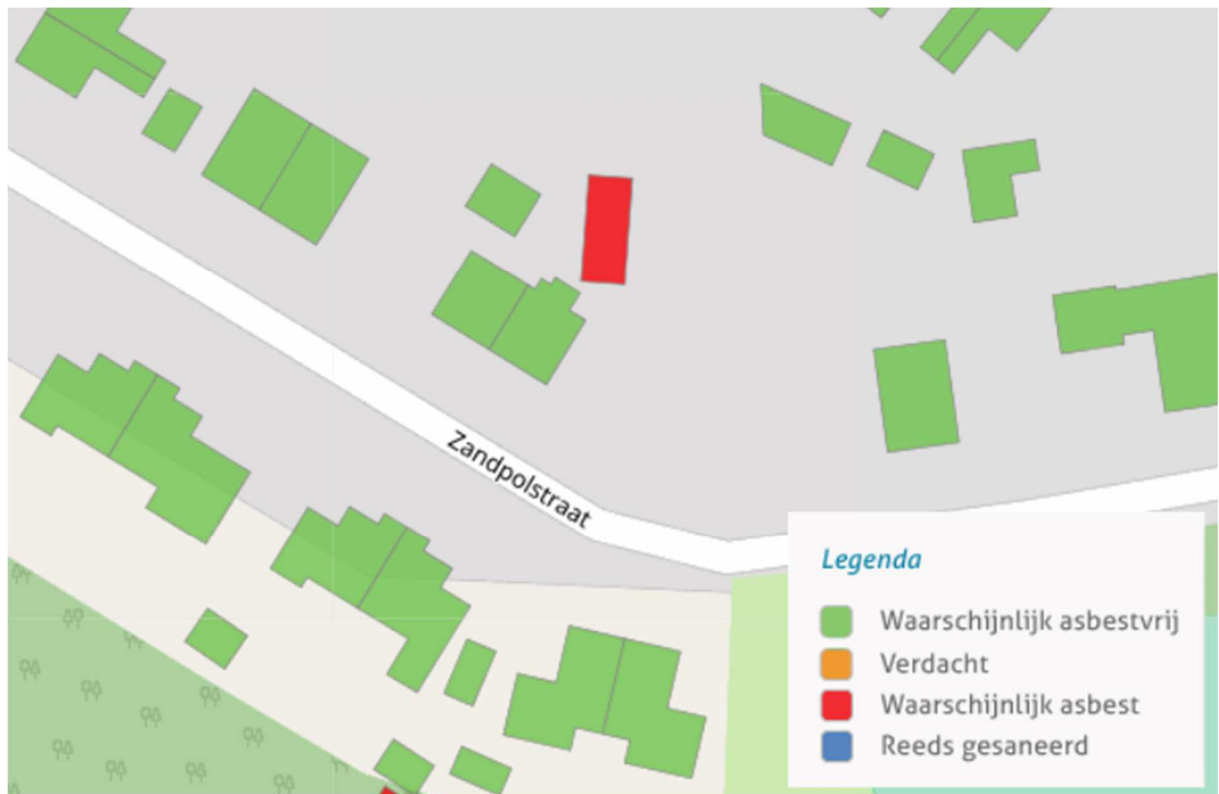 Zandpolstraat
Legenda
Waarschijnlijk asbestvrij
Verdacht
Waarschijnlijk asbest
Reeds gesaneerd